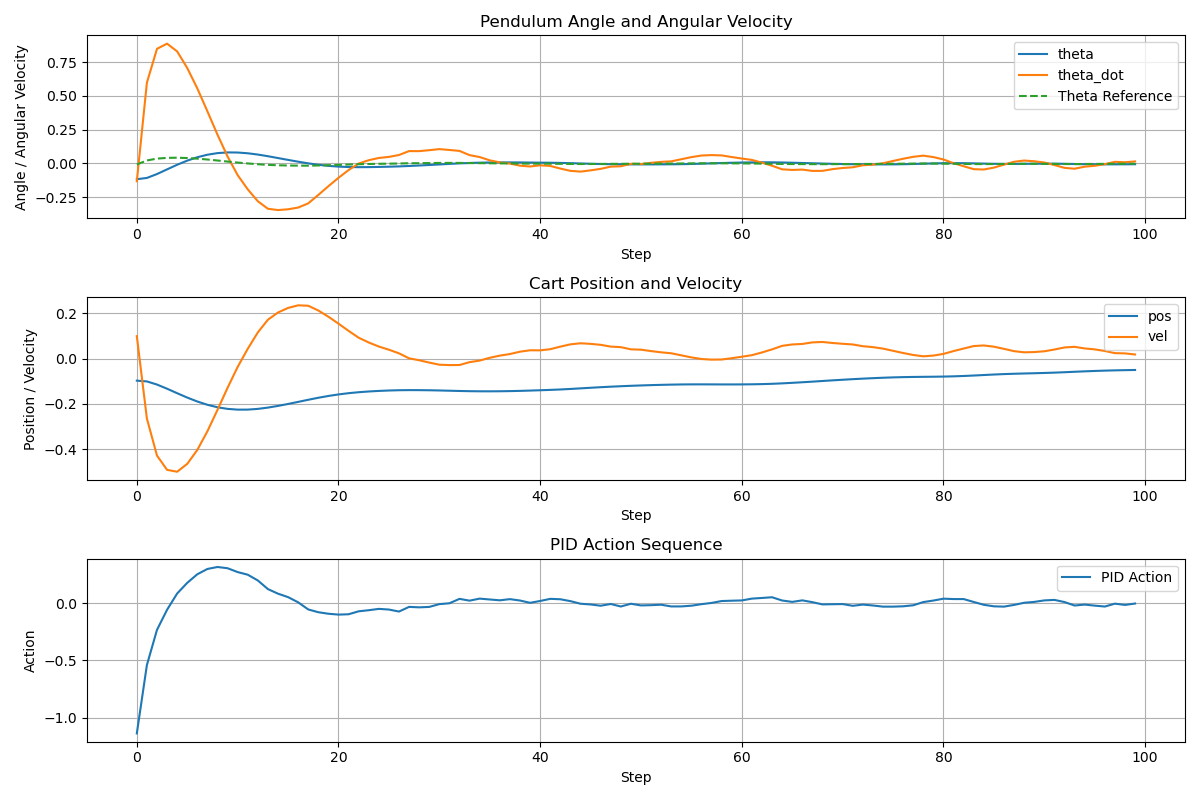 Pendulum Angle and Angular Velocity
Angle / Angular Velocity
0.75
0.50
0.25
0.00
−0.25
theta
theta_dot
Theta Reference
0 20 40 60 80 100
Step
Cart Position and Velocity
Position / Velocity
0.2
0.0
−0.2
−0.4
pos
vel
0 20 40 60 80 100
Step
PID Action Sequence
Action
0.0
−0.5
−1.0
PID Action
0 20 40 60 80 100
Step